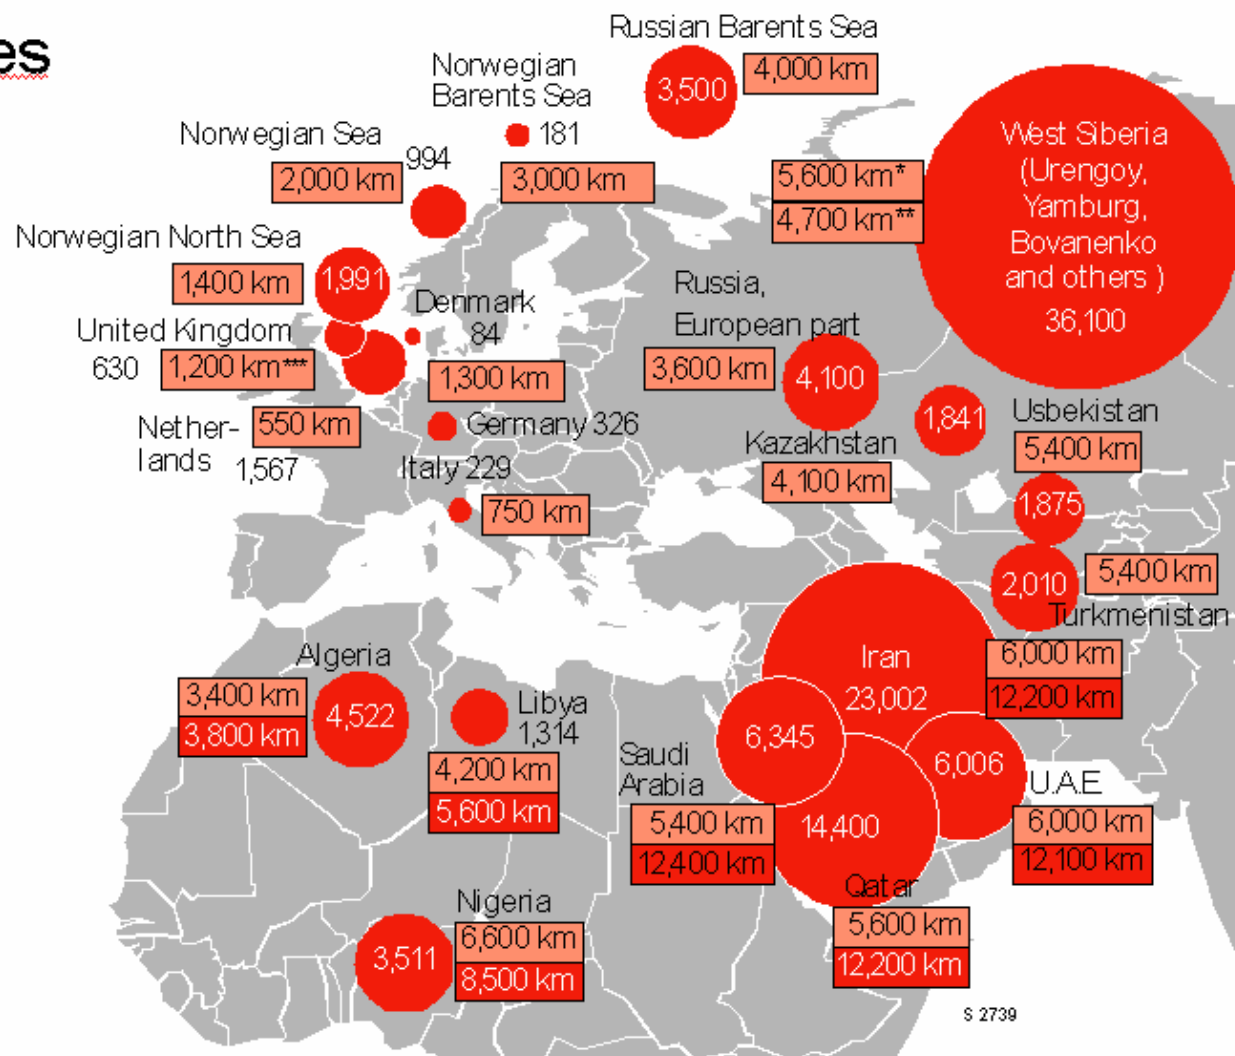 es
Russian Barents Sea
3,500
4,000 km
Norwegian
Barents Sea
181
3,000 km
Norwegian Sea
994
2,000 km
West Siberia
(Urengoy,
Yamburg,
Bovanenko
and others )
36,100
5,600 km*
4,700 km**
Norwegian North Sea
1,400 km
1,991
Denmark
84
1,300 km
United Kingdom
630
1,200 km***
Russia,
European part
3,600 km
4,100
Nether-
lands
550 km
1,567
Germany 326
Italy 229
750 km
Kazakhstan
4,100 km
1,841
Usbekistan
5,400 km
1,875
2,010
5,400 km
Turkmenistan
Iran
23,002
6,000 km
12,200 km
Algeria
3,400 km
3,800 km
4,522
Libya
1,314
4,200 km
5,600 km
Saudi
Arabia
6,345
5,400 km
12,400 km
6,006
U.A.E
6,000 km
12,100 km
14,400
Qatar
5,600 km
12,200 km
Nigeria
3,511
6,600 km
8,500 km
S 2739